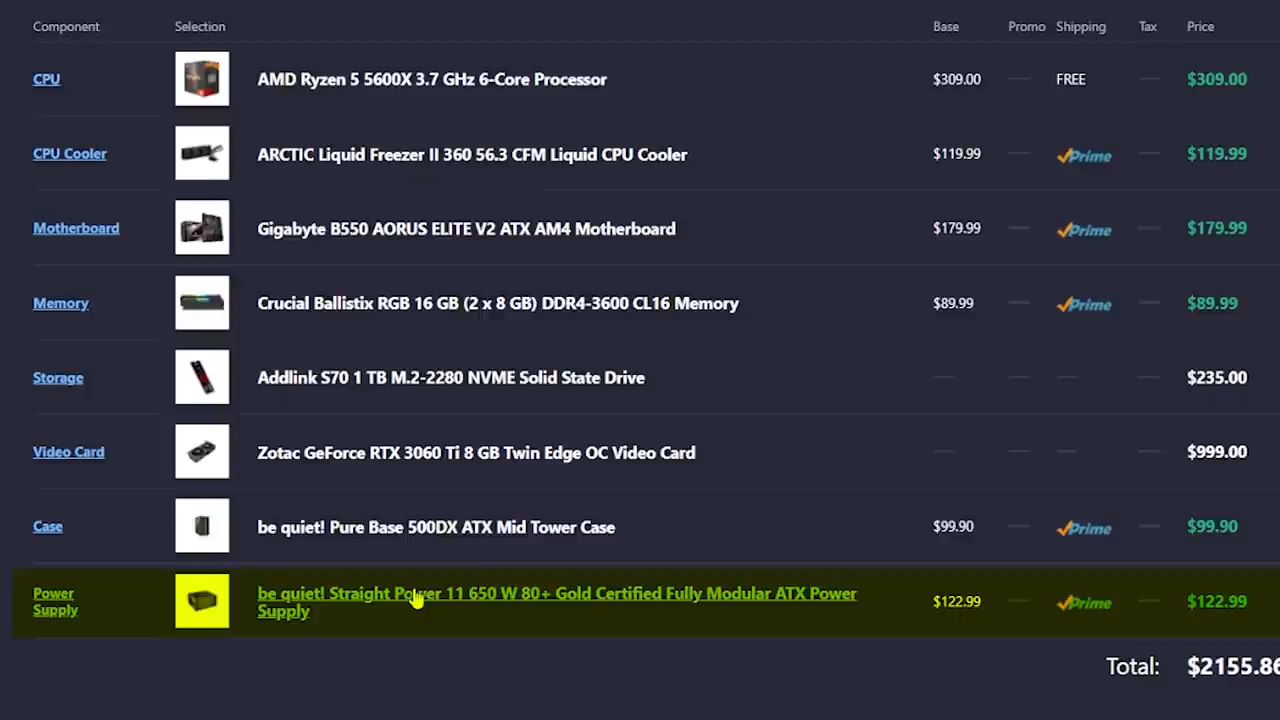 Component Selection Base Promo Shipping Tax Price
CPU AMD Ryzen 5 5600X 3.7 GHz 6-Core Processor $309.00 — FREE — $309.00
CPU Cooler ARCTIC Liquid Freezer II 360 56.3 CFM Liquid CPU Cooler $119.99 — Prime — $119.99
Motherboard Gigabyte B550 AORUS ELITE V2 ATX AM4 Motherboard $179.99 — Prime — $179.99
Memory Crucial Ballistix RGB 16 GB (2 x 8 GB) DDR4-3600 CL16 Memory $89.99 — Prime — $89.99
Storage Addlink S70 1 TB M.2-2280 NVME Solid State Drive — — — — $235.00
Video Card Zotac GeForce RTX 3060 Ti 8 GB Twin Edge OC Video Card — — — — $999.00
Case be quiet! Pure Base 500DX ATX Mid Tower Case $99.90 — Prime — $99.90
Power be quiet! Straight Power 11 650 W 80+ Gold Certified Fully Modular ATX Power $122.99 — Prime — $122.99
Supply Supply
Total: $2155.86